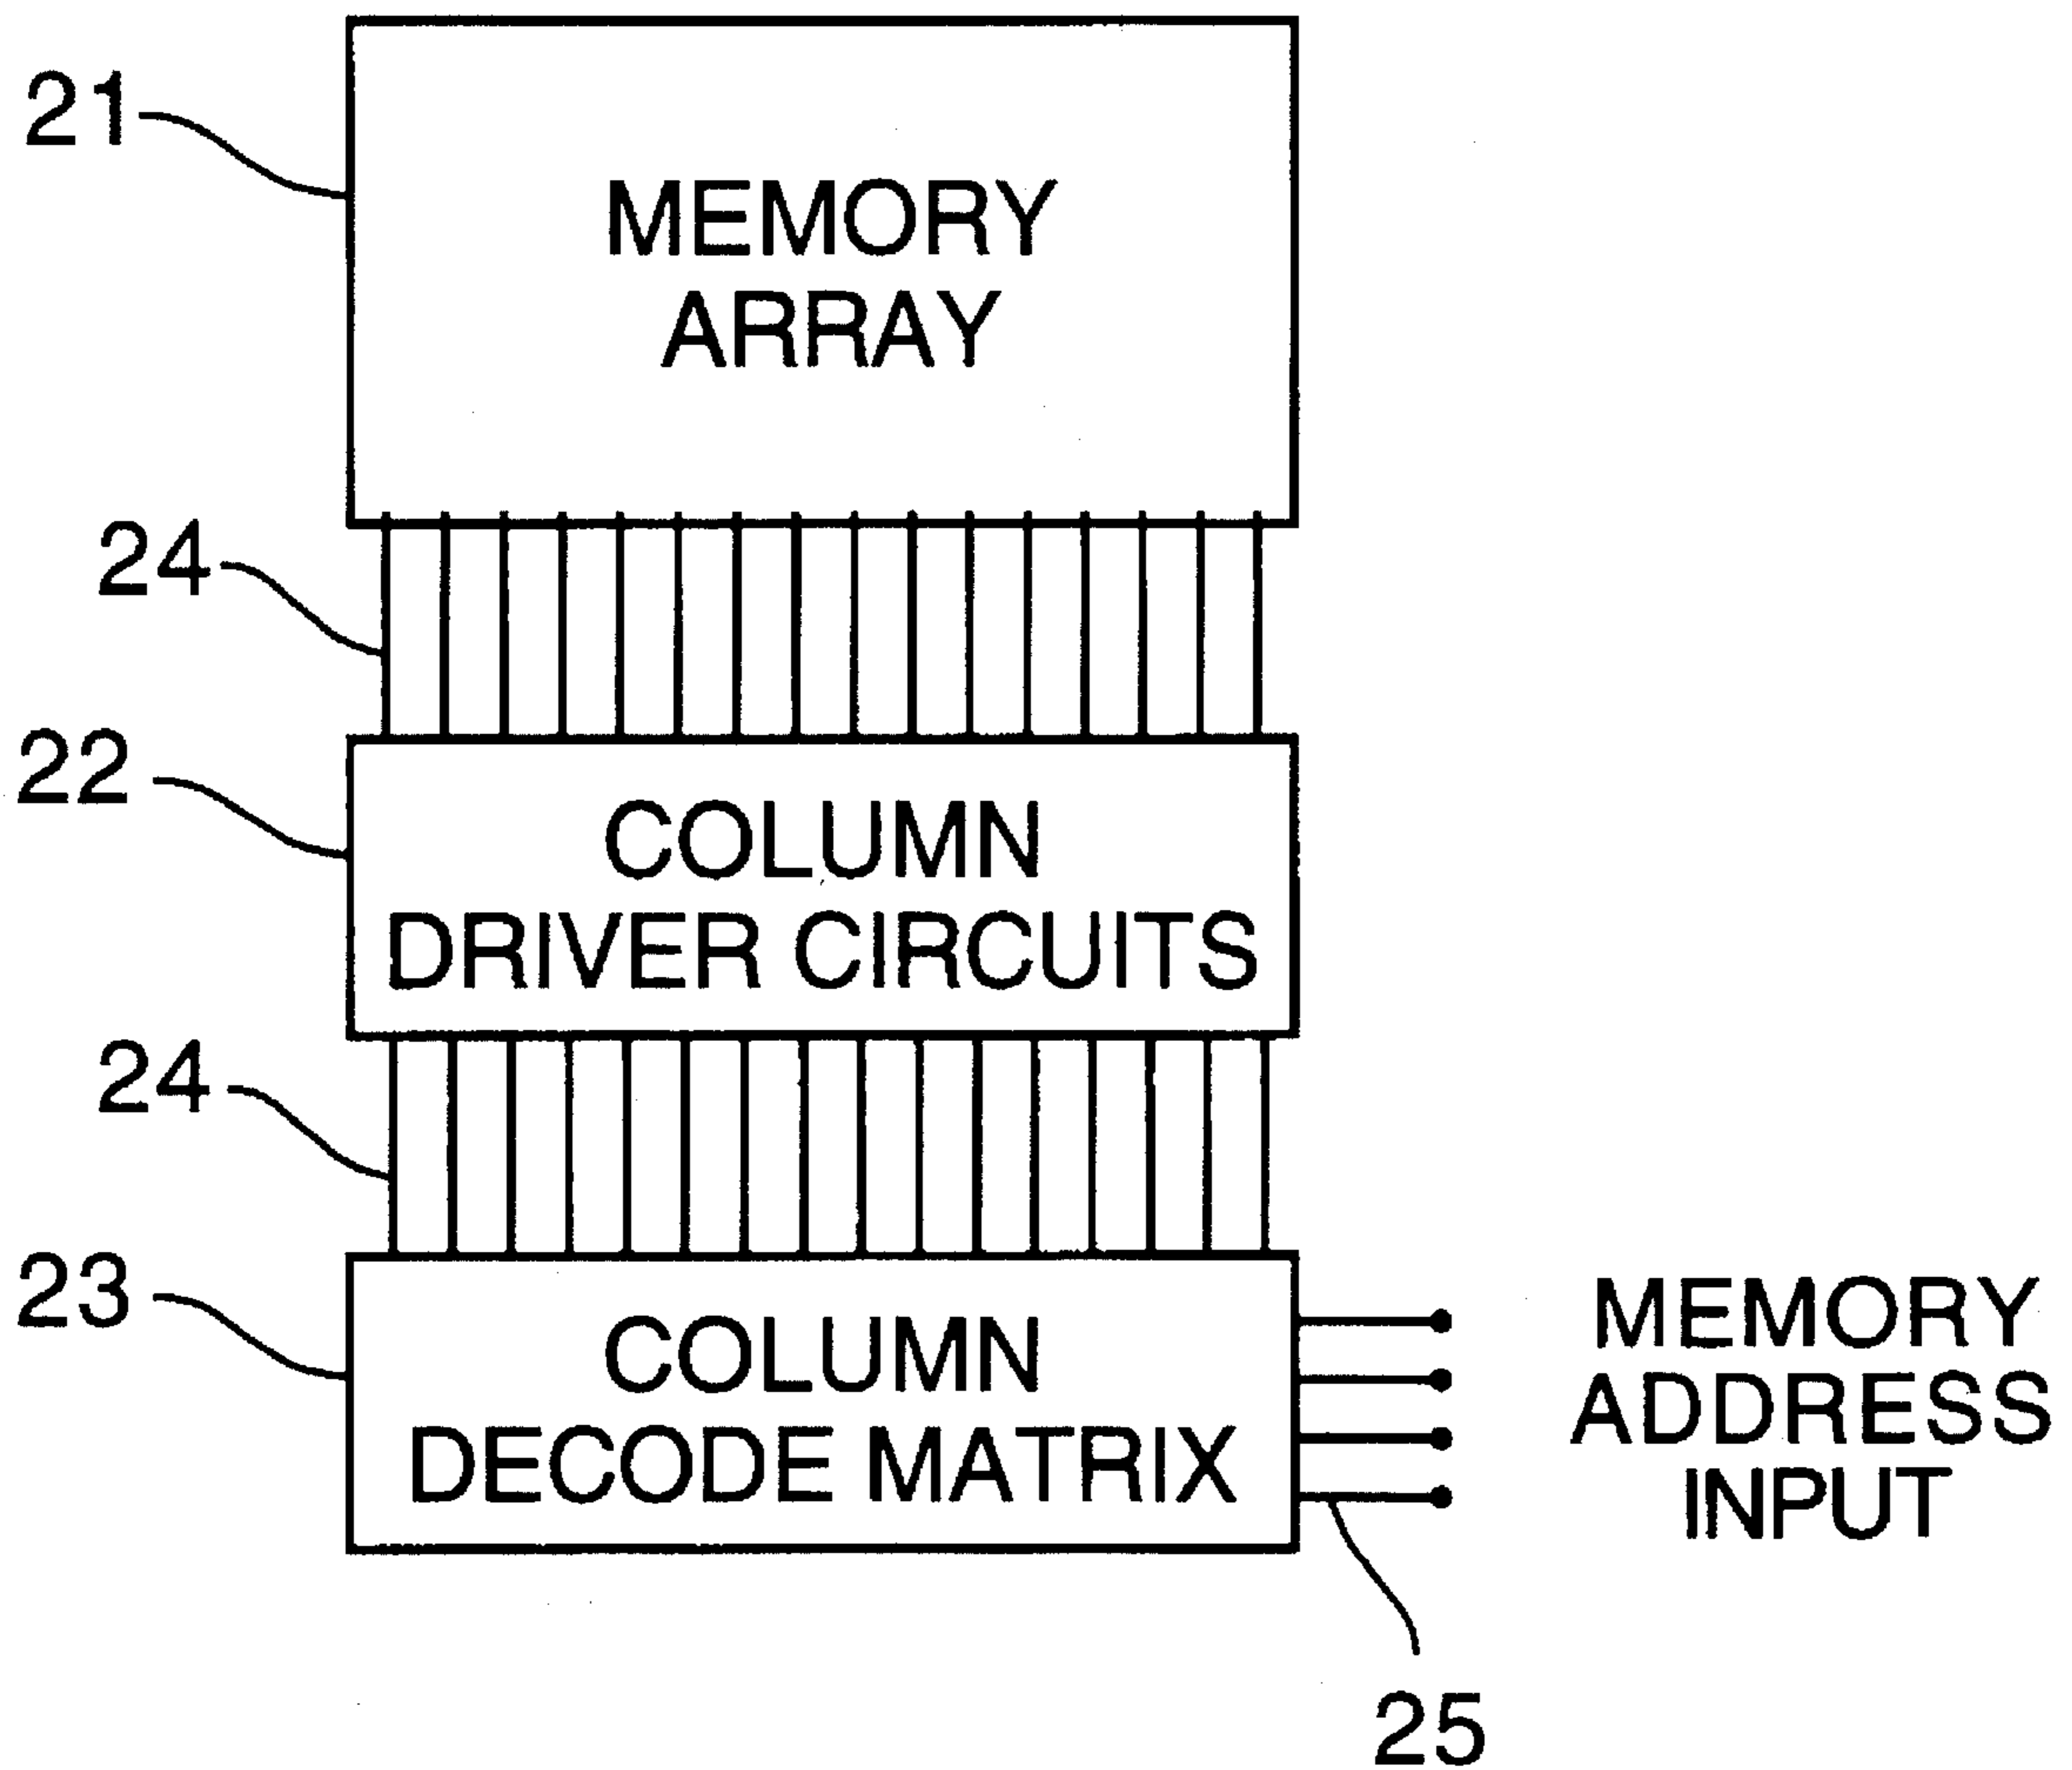 21
MEMORY
ARRAY
24
22
COLUMN
DRIVER CIRCUITS
24
23
COLUMN
DECODE MATRIX
MEMORY
ADDRESS
INPUT
25